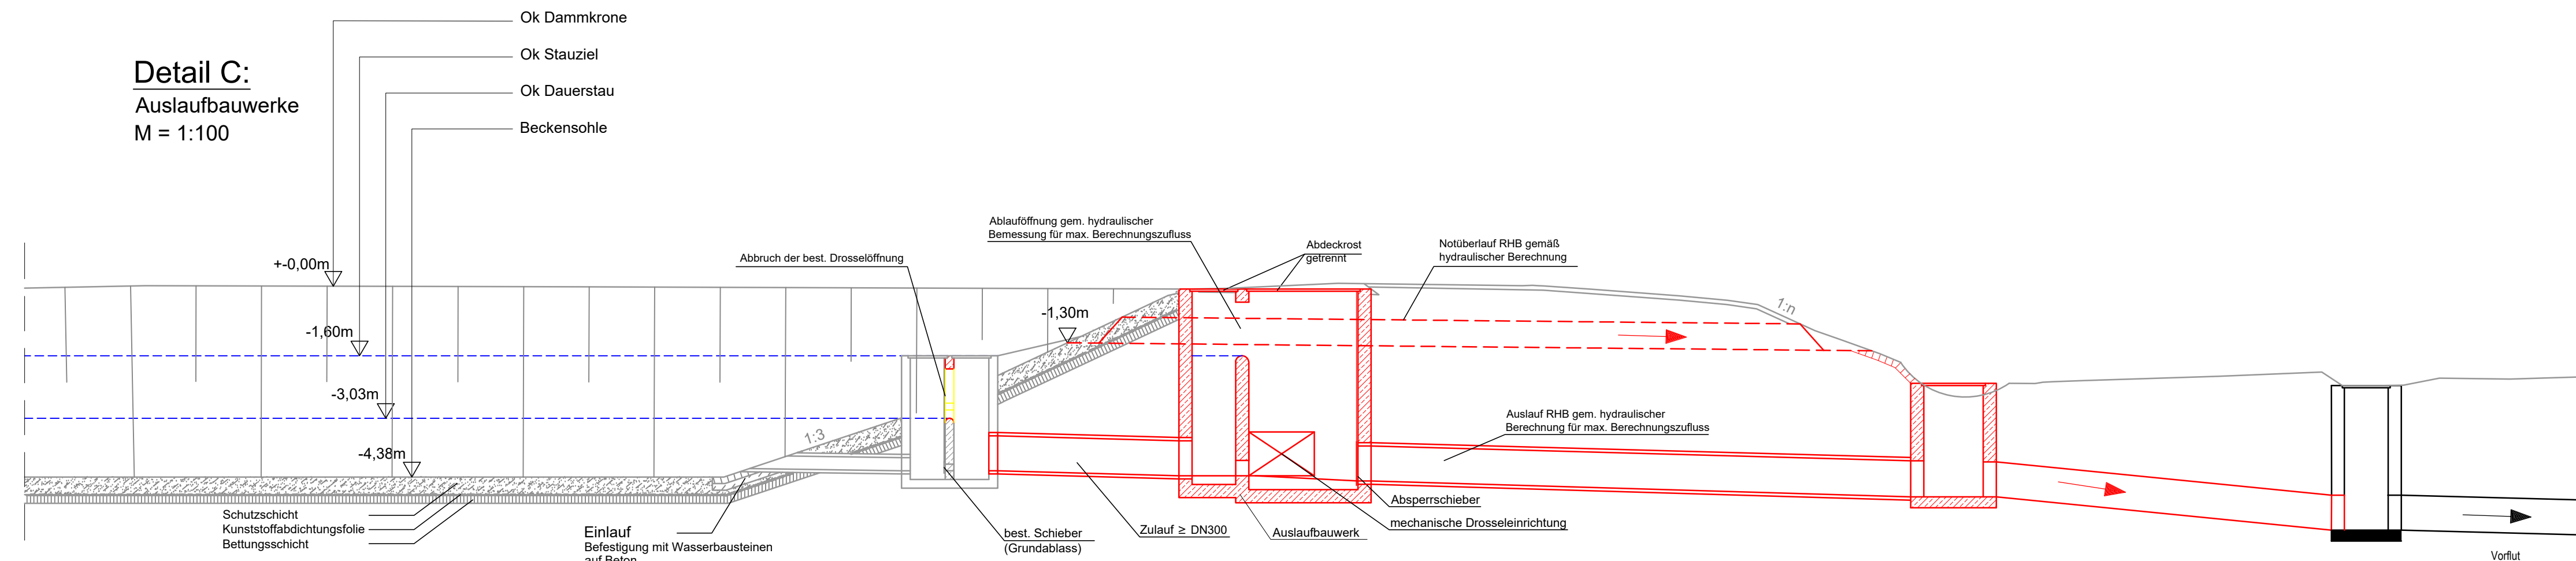 Ok Dammkrone
Ok Stauziel
Detail C:
Ok Dauerstau
Auslaufbauwerke
Beckensohle
M = 1:100
Ablauföffnung gem. hydraulischer
Bemessung für max. Berechnungszufluss
Abdeckrost
getrennt
Notüberlauf RHB gemäß
hydraulischer Berechnung
Abbruch der best. Drosselöffnung
+-0,00m
1:n
-1,30m
-1,60m
-3,03m
Auslauf RHB gem. hydraulischer
Berechnung für max. Berechnungszufluss
1:3
-4,38m
Absperrschieber
Schutzschicht
Kunststoffabdichtungsfolie
Bettungsschicht
mechanische Drosseleinrichtung
Einlauf
Befestigung mit Wasserbausteinen
auf Beton
best. Schieber
(Grundablass)
Zulauf ≥ DN300
Auslaufbauwerk
Vorflut